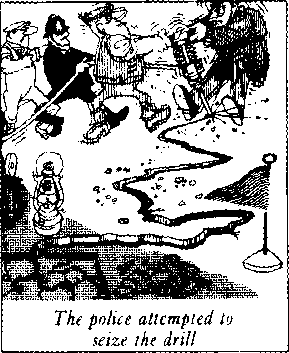 The police attempted to
seize the drill